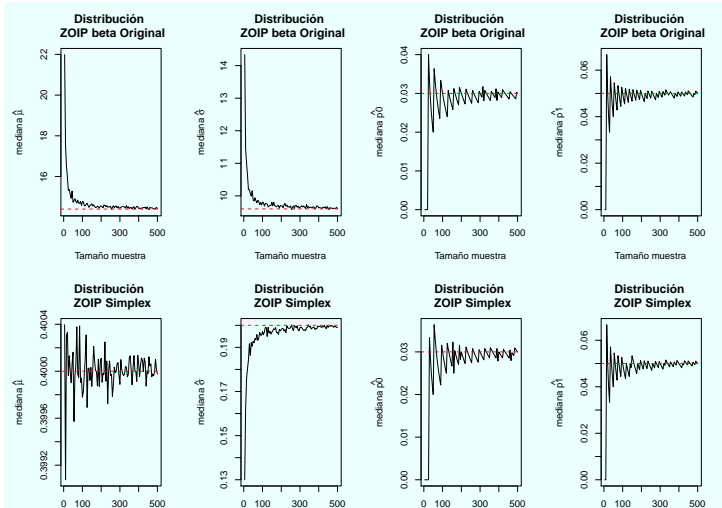 Distribución
ZOIP beta Original
mediana μ̂
16 18 20 22
0 100 300 500
Tamaño muestra
Distribución
ZOIP beta Original
mediana σ̂
10 11 12 13 14
0 100 300 500
Tamaño muestra
Distribución
ZOIP beta Original
mediana p̂0
0.00 0.01 0.02 0.03 0.04
0 100 300 500
Tamaño muestra
Distribución
ZOIP beta Original
mediana p̂1
0.00 0.02 0.04 0.06
0 100 300 500
Tamaño muestra
Distribución
ZOIP Simplex
mediana μ̂
0.3992 0.3996 0.4000 0.4004
0 100 300 500
Distribución
ZOIP Simplex
mediana σ̂
0.13 0.15 0.17 0.19
0 100 300 500
Distribución
ZOIP Simplex
mediana p̂0
0.00 0.01 0.02 0.03
0 100 300 500
Distribución
ZOIP Simplex
mediana p̂1
0.00 0.02 0.04 0.06
0 100 300 500